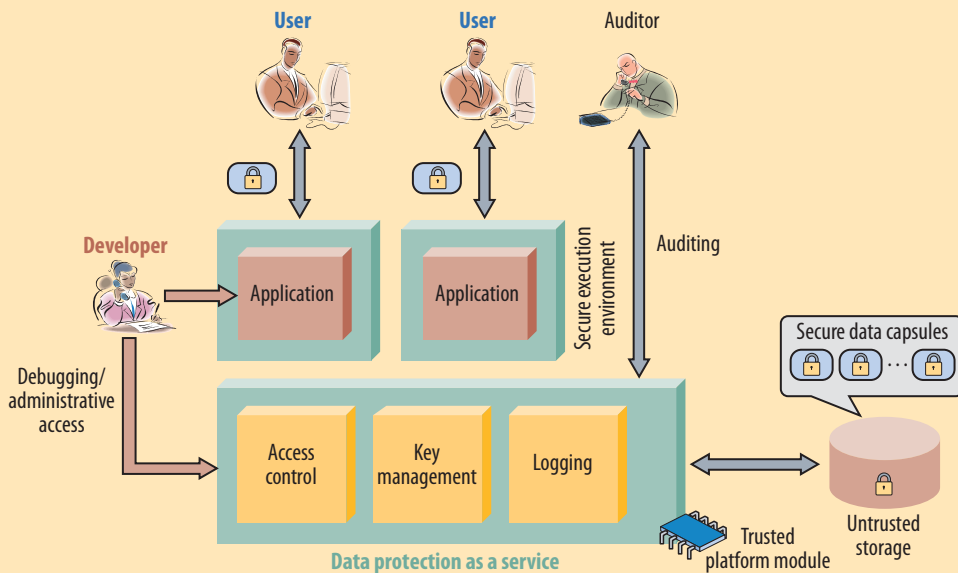 User
User
Auditor
Developer
Application
Application
Secure execution
environment
Auditing
Secure data capsules
...
Debugging/
administrative
access
Access
control
Key
management
Logging
Untrusted
storage
Trusted
platform module
Data protection as a service